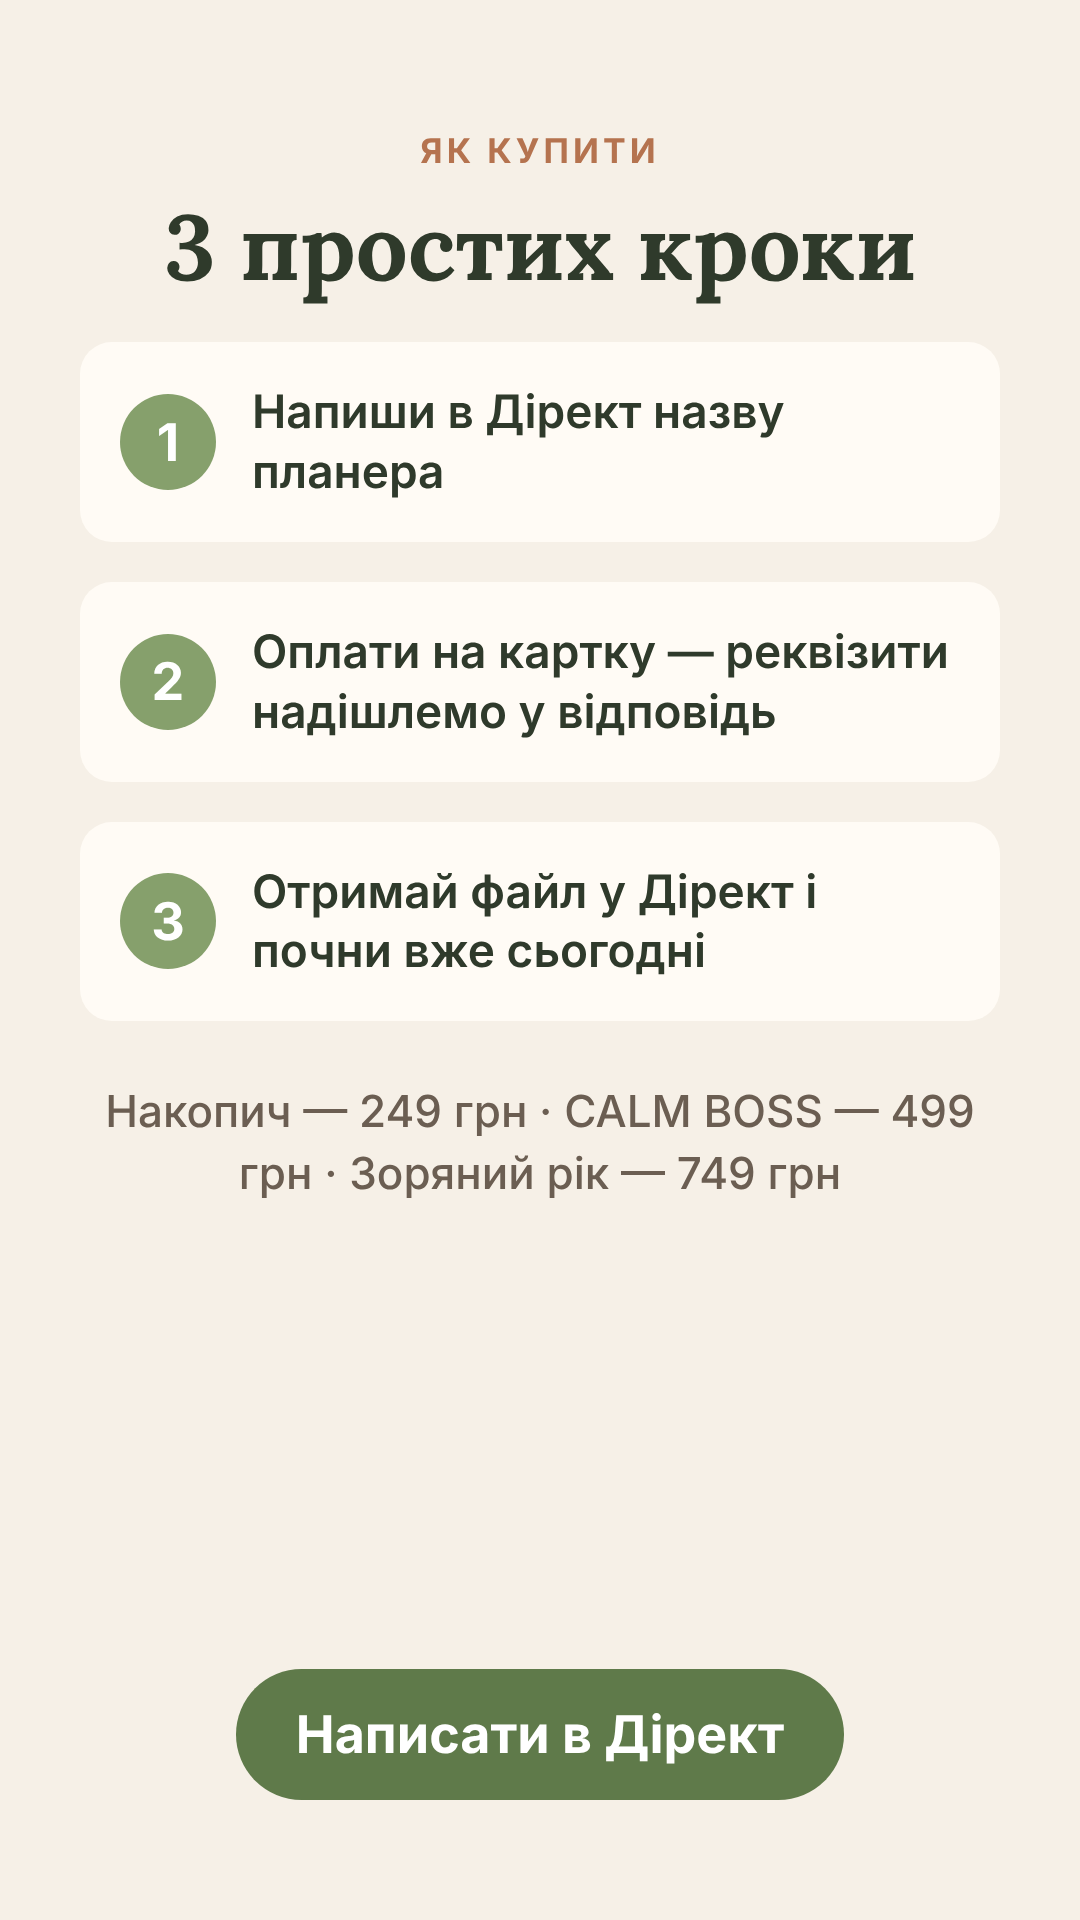 ЯК КУПИТИ
3 простих кроки
1
Напиши в Дірект назву
планера
2
Оплати на картку — реквізити
надішлемо у відповідь
3
Отримай файл у Дірект і
почни вже сьогодні
Накопич — 249 грн · CALM BOSS — 499
грн · Зоряний рік — 749 грн
Написати в Дірект